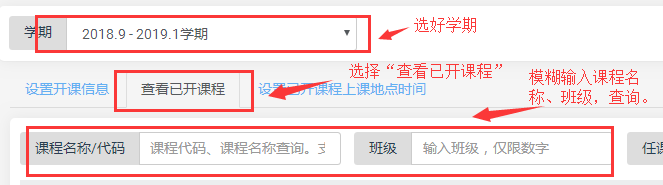 学期 2018.9 - 2019.1学期 选好学期
选择“查看已开课程”
设置开课信息 查看已开课程 设置已开课程上课地点时间
模糊输入课程名
称、班级，查询。
课程名称/代码 课程代码、课程名称查询。支 班级 输入班级，仅限数字 任课